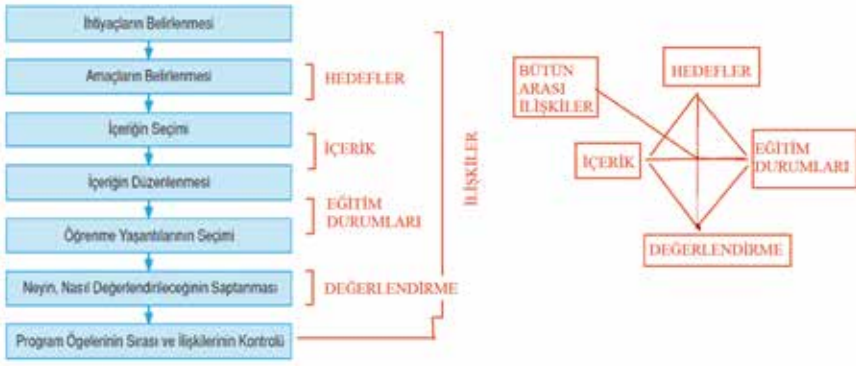 İhtiyaçların Belirlenmesi
Amaçların Belirlenmesi
HEDEFLER
İçeriğin Seçimi
İÇERİK
İçeriğin Düzenlenmesi
EĞİTİM
DURUMLARI
Öğrenme Yaşantılarının Seçimi
Neyin, Nasıl Değerlendirileceğinin Saptanması
DEĞERLENDİRME
Program Ögelerinin Sırası ve İlişkilerinin Kontrolü
İLİŞKİLER
BÜTÜN
ARASI
İLİŞKİLER
HEDEFLER
İÇERİK
EĞİTİM
DURUMLARI
DEĞERLENDİRME